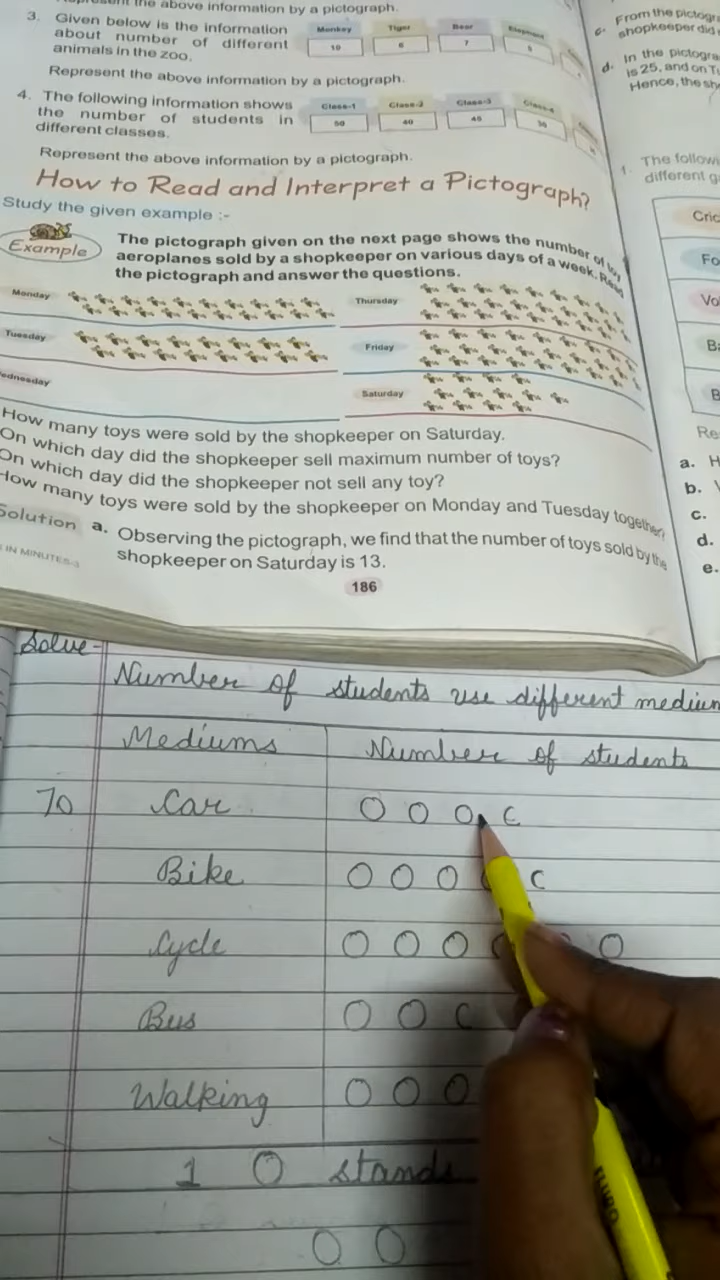 the above information by a pictograph.
3. Given below is the information about number of different animals in the zoo.
Monkey Tiger Bear Elephant
10 6 7
Represent the above information by a pictograph.
4. The following information shows the number of students in different classes.
Class-1 Class-2 Class-3 Class-4
50 40 45 30
Represent the above information by a pictograph.
How to Read and Interpret a Pictograph?
Study the given example :-
Example
The pictograph given on the next page shows the number of toy
aeroplanes sold by a shopkeeper on various days of a week. Read
the pictograph and answer the questions.
Monday
Thursday
Tuesday
Friday
ednesday
Saturday
How many toys were sold by the shopkeeper on Saturday.
On which day did the shopkeeper sell maximum number of toys?
On which day did the shopkeeper not sell any toy?
How many toys were sold by the shopkeeper on Monday and Tuesday together?
Solution a. Observing the pictograph, we find that the number of toys sold by the
shopkeeper on Saturday is 13.
IN MINUTES-3
186
c. From the pictogr
shopkeeper did
d. In the pictogra
is 25, and on T
Hence, the sh
1. The followi
different g
Cric
Fo
Vo
B
B
Re
a. H
b.
c.
d.
e.
Solve-
Number of students use different medium
Mediums Number of students
70 Car O O O C
Bike O O O C
Cycle O O O O
Bus O O C
Walking O O O
1 O stands
O O